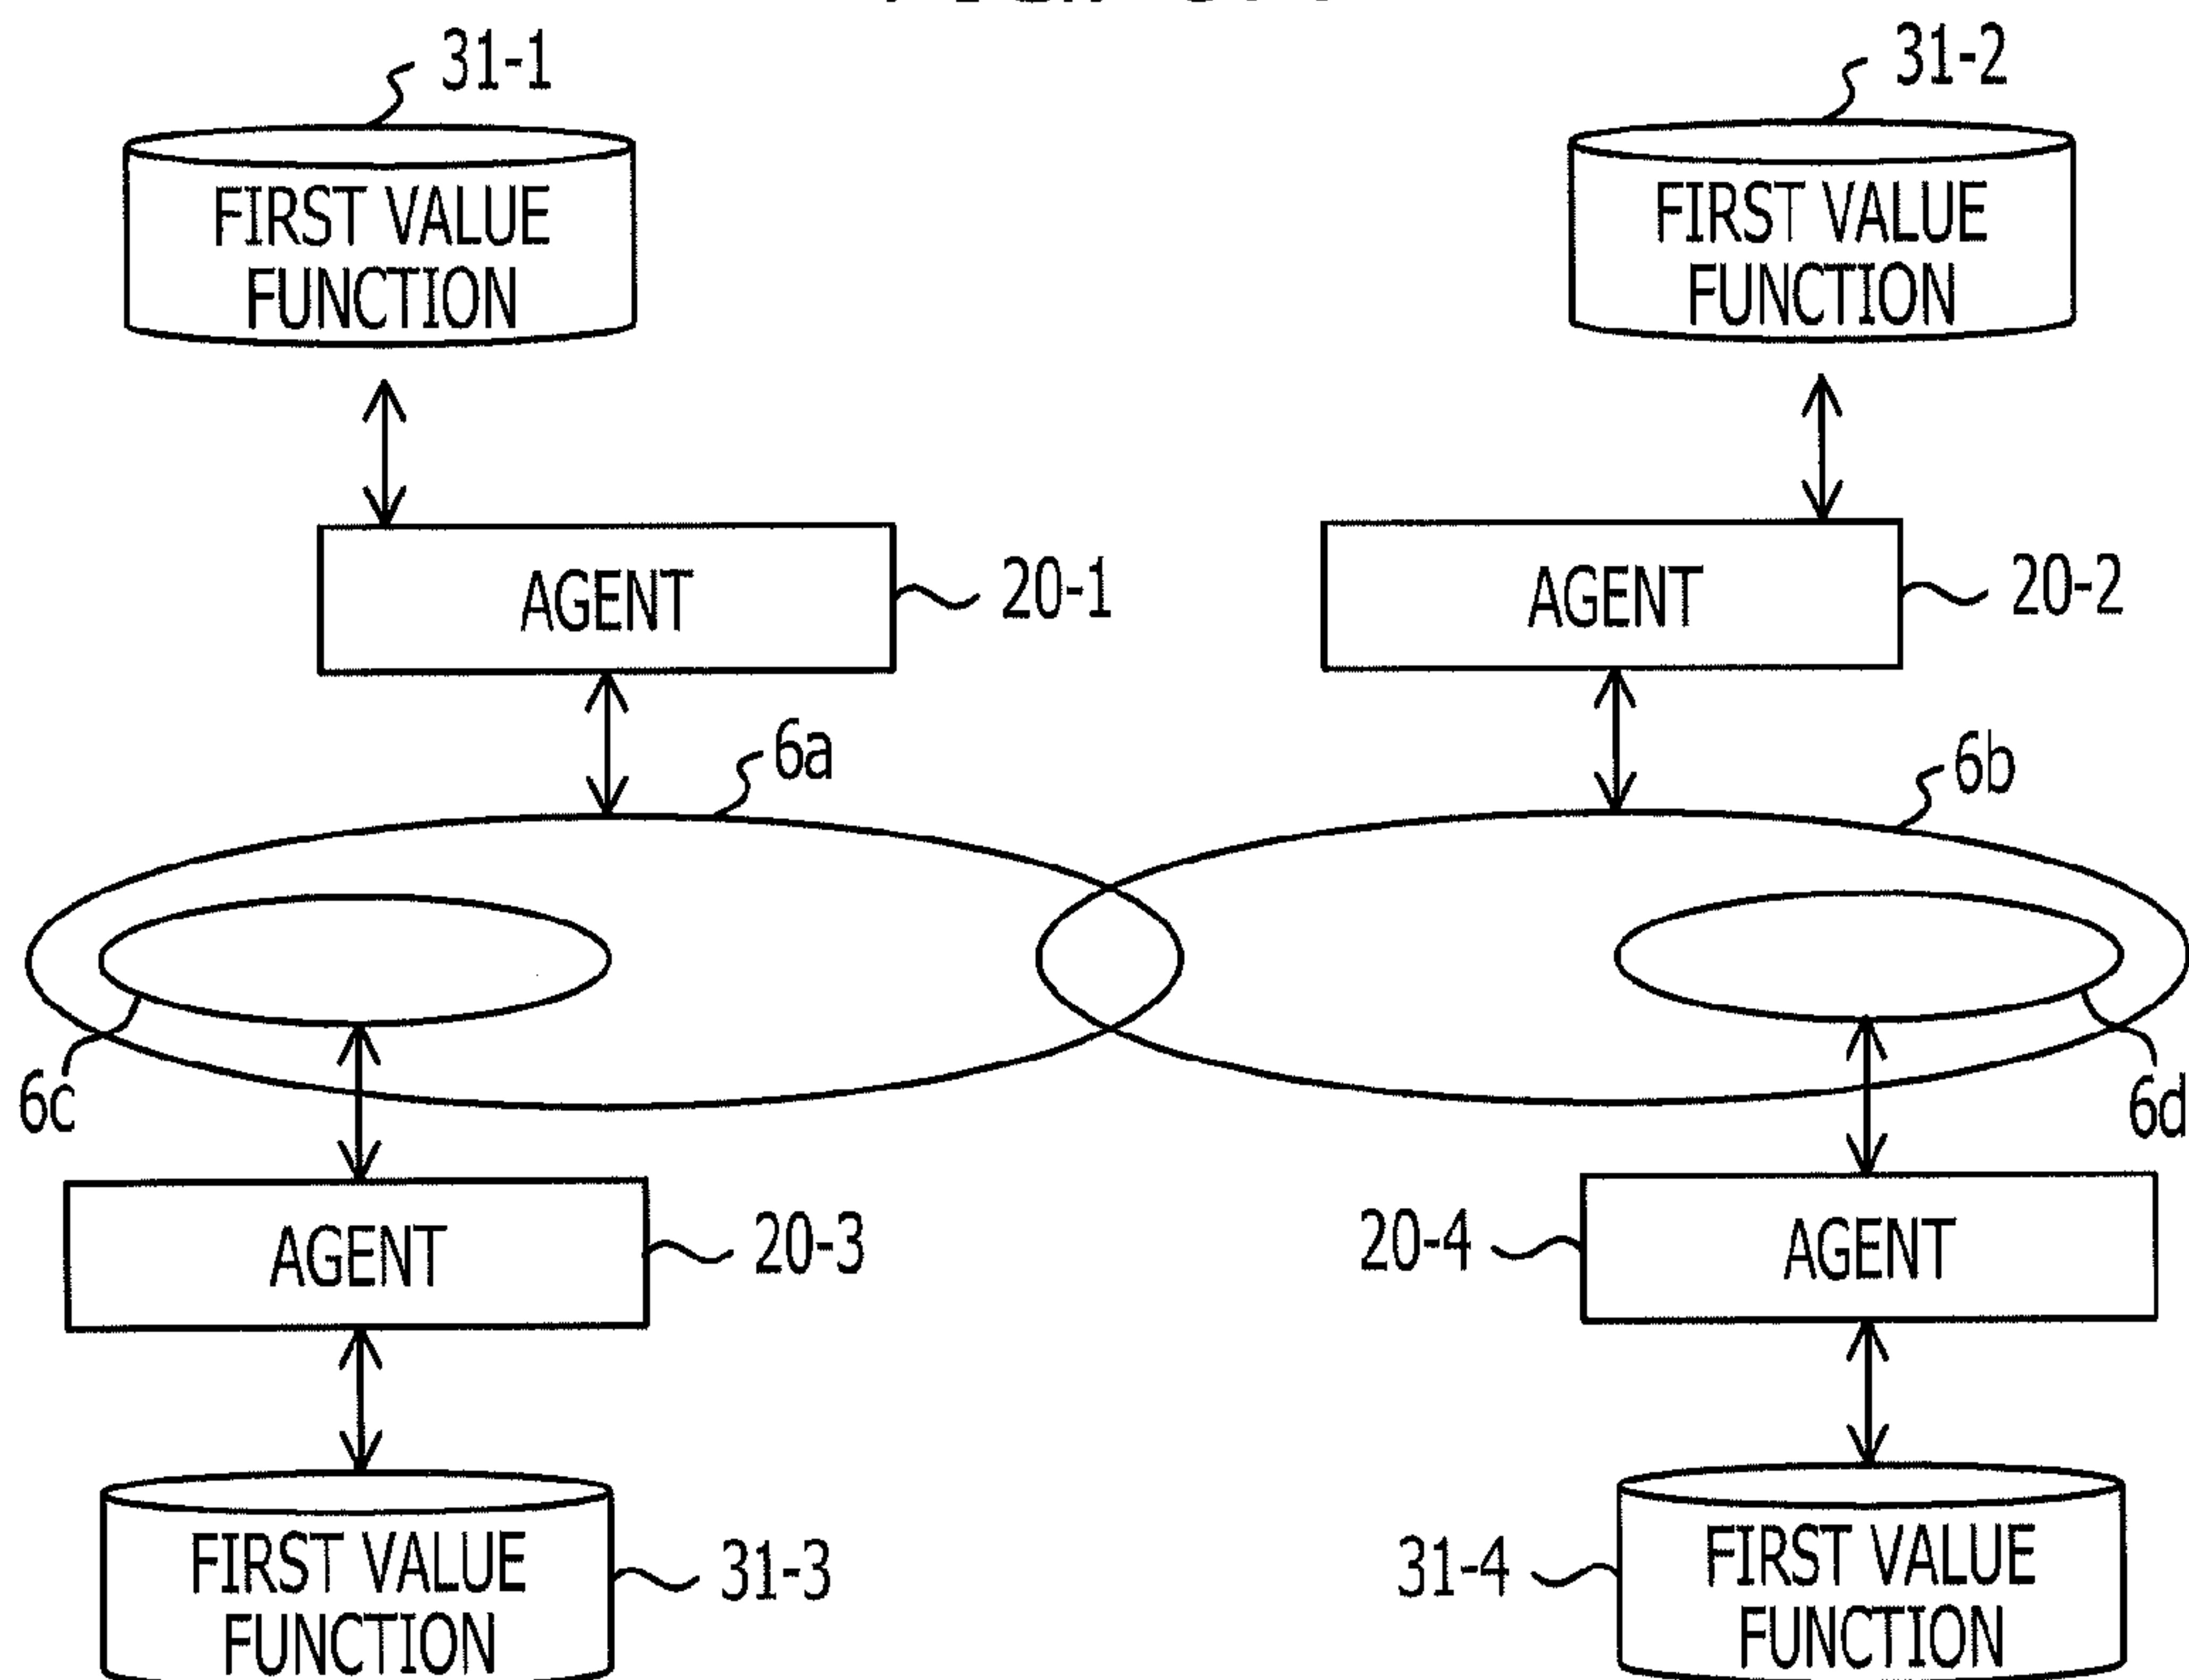 31-1
31-2
FIRST VALUE
FUNCTION
FIRST VALUE
FUNCTION
AGENT
20-1
AGENT
20-2
6a
6b
6c
6d
AGENT
20-3
20-4
AGENT
FIRST VALUE
FUNCTION
31-3
31-4
FIRST VALUE
FUNCTION